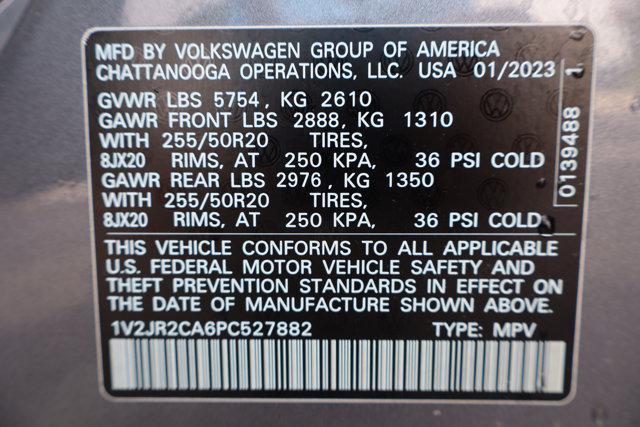 MFD BY VOLKSWAGEN GROUP OF AMERICA
CHATTANOOGA OPERATIONS, LLC. USA 01/2023
GVWR LBS 5754, KG 2610
GAWR FRONT LBS 2888, KG 1310
WITH 255/50R20 TIRES,
8JX20 RIMS, AT 250 KPA, 36 PSI COLD
GAWR REAR LBS 2976, KG 1350
WITH 255/50R20 TIRES,
8JX20 RIMS, AT 250 KPA, 36 PSI COLD
THIS VEHICLE CONFORMS TO ALL APPLICABLE
U.S. FEDERAL MOTOR VEHICLE SAFETY AND
THEFT PREVENTION STANDARDS IN EFFECT ON
THE DATE OF MANUFACTURE SHOWN ABOVE.
1V2JR2CA6PC527882 TYPE: MPV
0139488 1